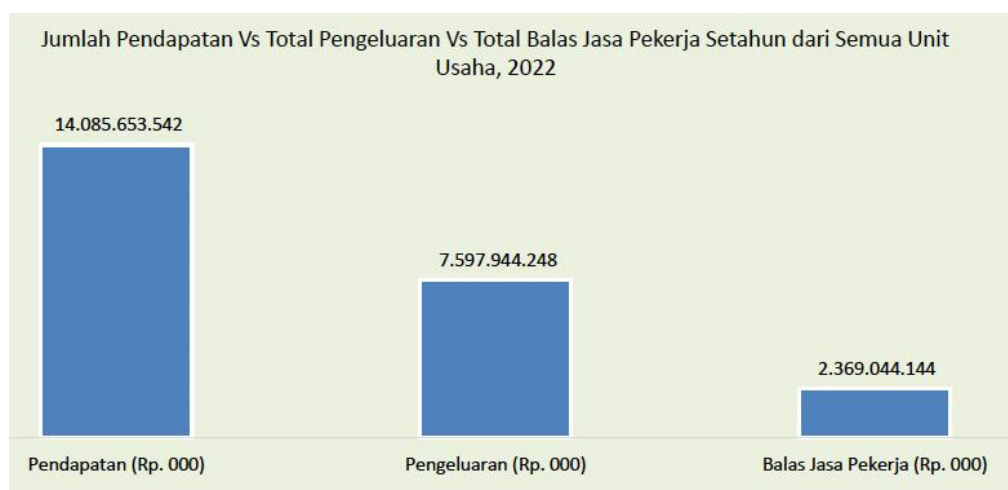 Jumlah Pendapatan Vs Total Pengeluaran Vs Total Balas Jasa Pekerja Setahun dari Semua Unit
Usaha, 2022
14.085.653.542
7.597.944.248
2.369.044.144
Pendapatan (Rp. 000)
Pengeluaran (Rp. 000)
Balas Jasa Pekerja (Rp. 000)